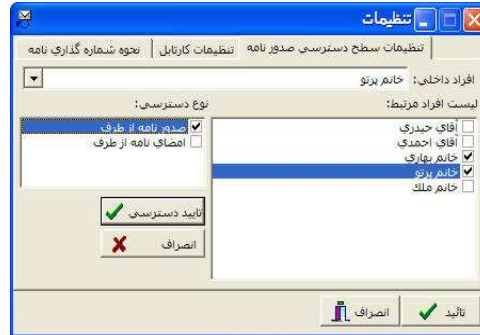 تنظیمات
تنظیمات سطح دسترسی صدور نامه
تنظیمات کارتابل
نحوه شماره گذاری نامه
افراد داخلی: خانم پرتو
لیست افراد مرتبط:
آقای حیدری
آقای احمدی
خانم بهاری
خانم پرتو
خانم ملك
نوع دسترسی:
صدور نامه از طرف
امضای نامه از طرف
تایید دسترسی
انصراف
تائید
انصراف